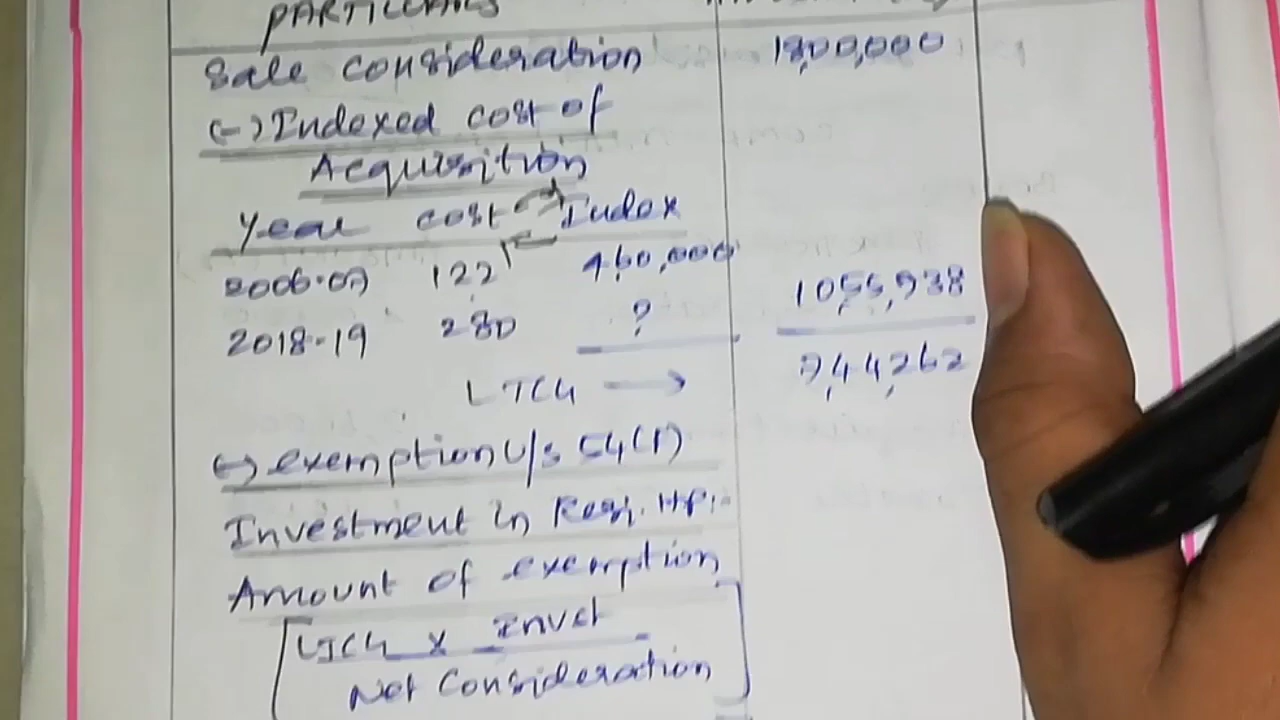 PARTICULARS
Sale consideration 1800,000
(-) Indexed cost of
Acquisition
Year cost Index
2006-07 122 460,000
1055,738
2018-19 280 ?
LTCG → 744,262
(-) exemption U/s 54(F)
Investment in Resi. H.P:-
Amount of exemption
[LTCG x Invst
Net Consideration]